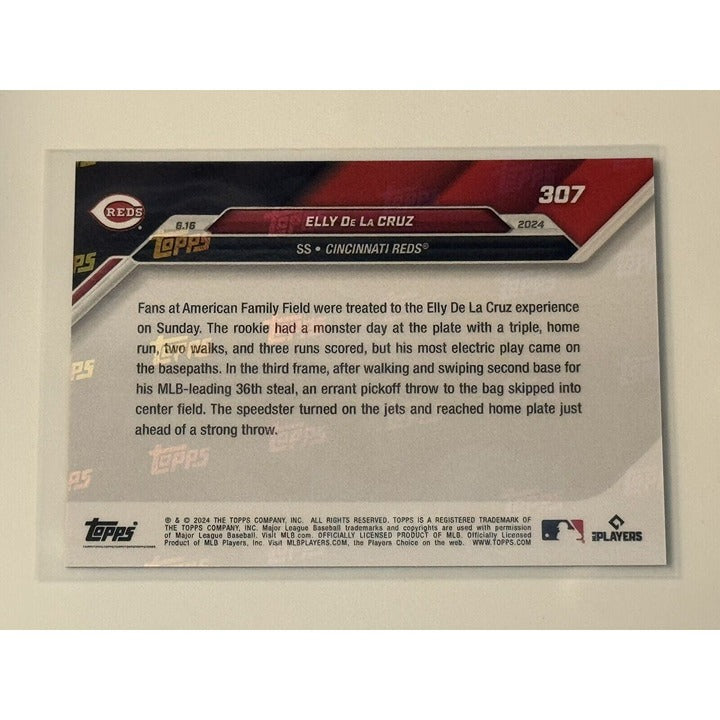 REDS
307
6.16
ELLY DE LA CRUZ
2024
TOPPS
SS • CINCINNATI REDS®
PS
Fans at American Family Field were treated to the Elly De La Cruz experience
on Sunday. The rookie had a monster day at the plate with a triple, home
run, two walks, and three runs scored, but his most electric play came on
the basepaths. In the third frame, after walking and swiping second base for
his MLB-leading 36th steal, an errant pickoff throw to the bag skipped into
center field. The speedster turned on the jets and reached home plate just
ahead of a strong throw.
TOPPS
TOPPS
PS
TOPPS
PS
Topps
® & © 2024 THE TOPPS COMPANY, INC. ALL RIGHTS RESERVED. TOPPS IS A REGISTERED TRADEMARK OF
THE TOPPS COMPANY, INC. Major League Baseball trademarks and copyrights are used with permission
of Major League Baseball. Visit MLB.com. OFFICIALLY LICENSED PRODUCT OF MLB. Officially Licensed
Product of MLB Players, Inc. Visit MLBPLAYERS.COM, the Players Choice on the web. WWW.TOPPS.COM
PLAYERS